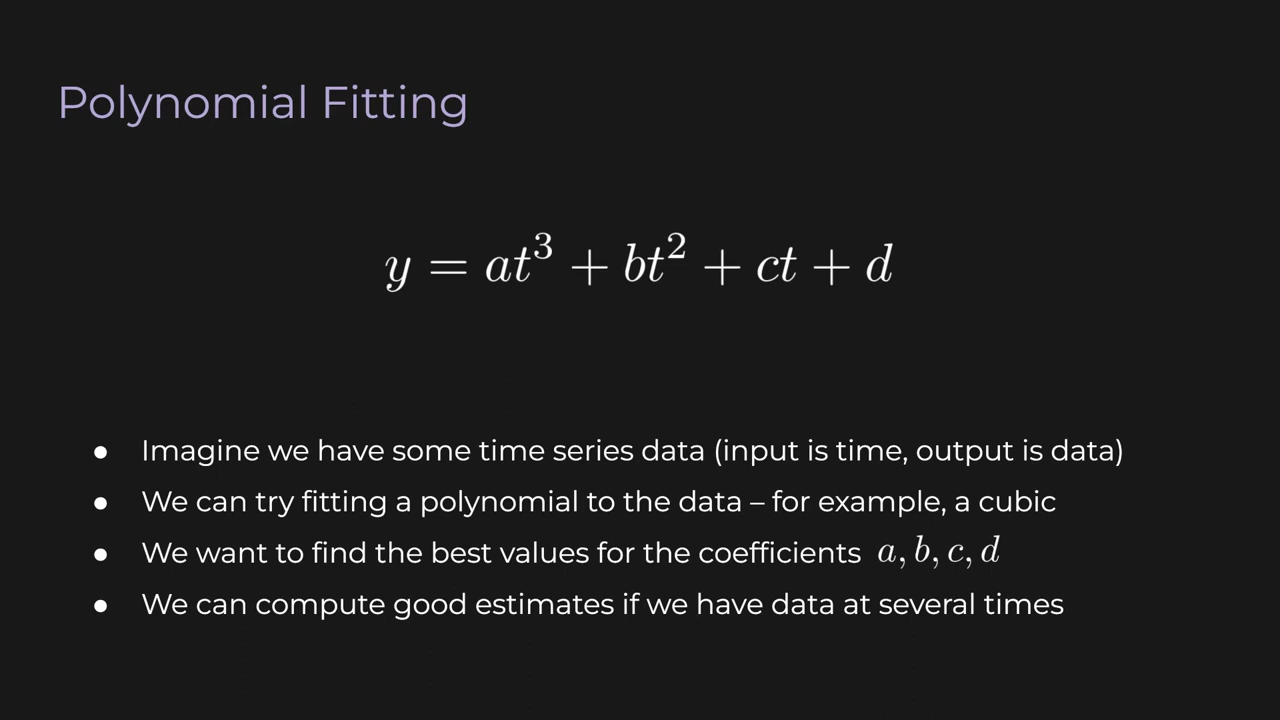 Polynomial Fitting
y = at³ + bt² + ct + d
● Imagine we have some time series data (input is time, output is data)
● We can try fitting a polynomial to the data – for example, a cubic
● We want to find the best values for the coefficients a, b, c, d
● We can compute good estimates if we have data at several times